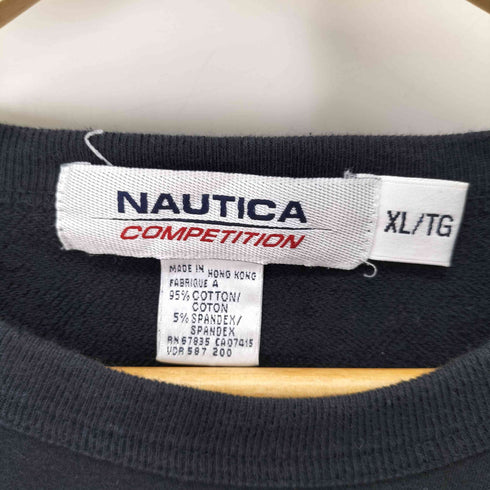 NAUTICA
COMPETITION
XL/TG
MADE IN HONG KONG
FABRIQUE A
95% COTTON/
COTON
5% SPANDEX/
SPANDEX
RN 67835 CA07415
VDR 587 200